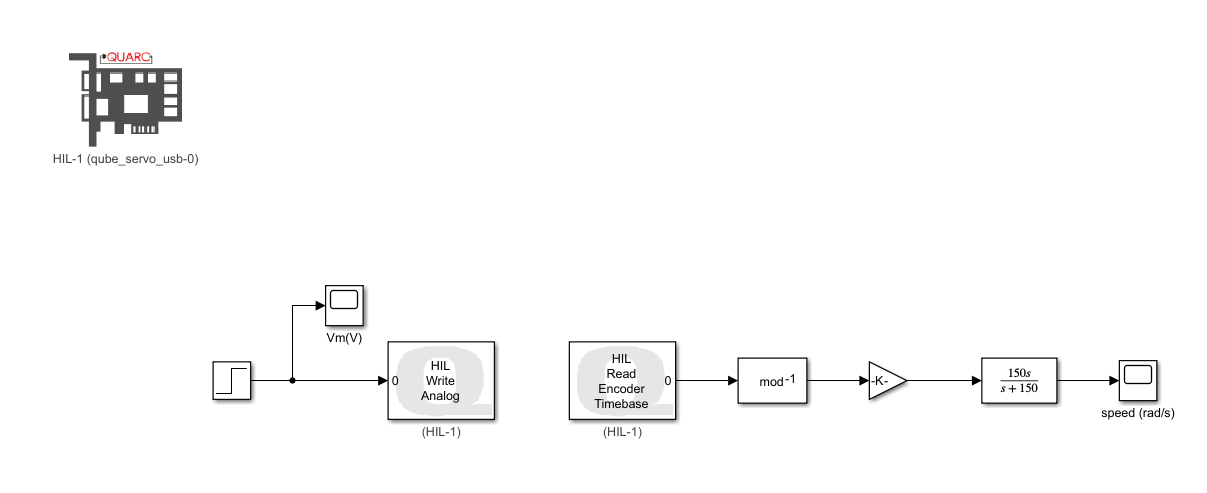 QUARC
HIL-1 (qube_servo_usb-0)
Vm(V)
0
HIL
Write
Analog
(HIL-1)
HIL
Read
Encoder
Timebase
0
(HIL-1)
mod-1
-K-
150s
s + 150
speed (rad/s)